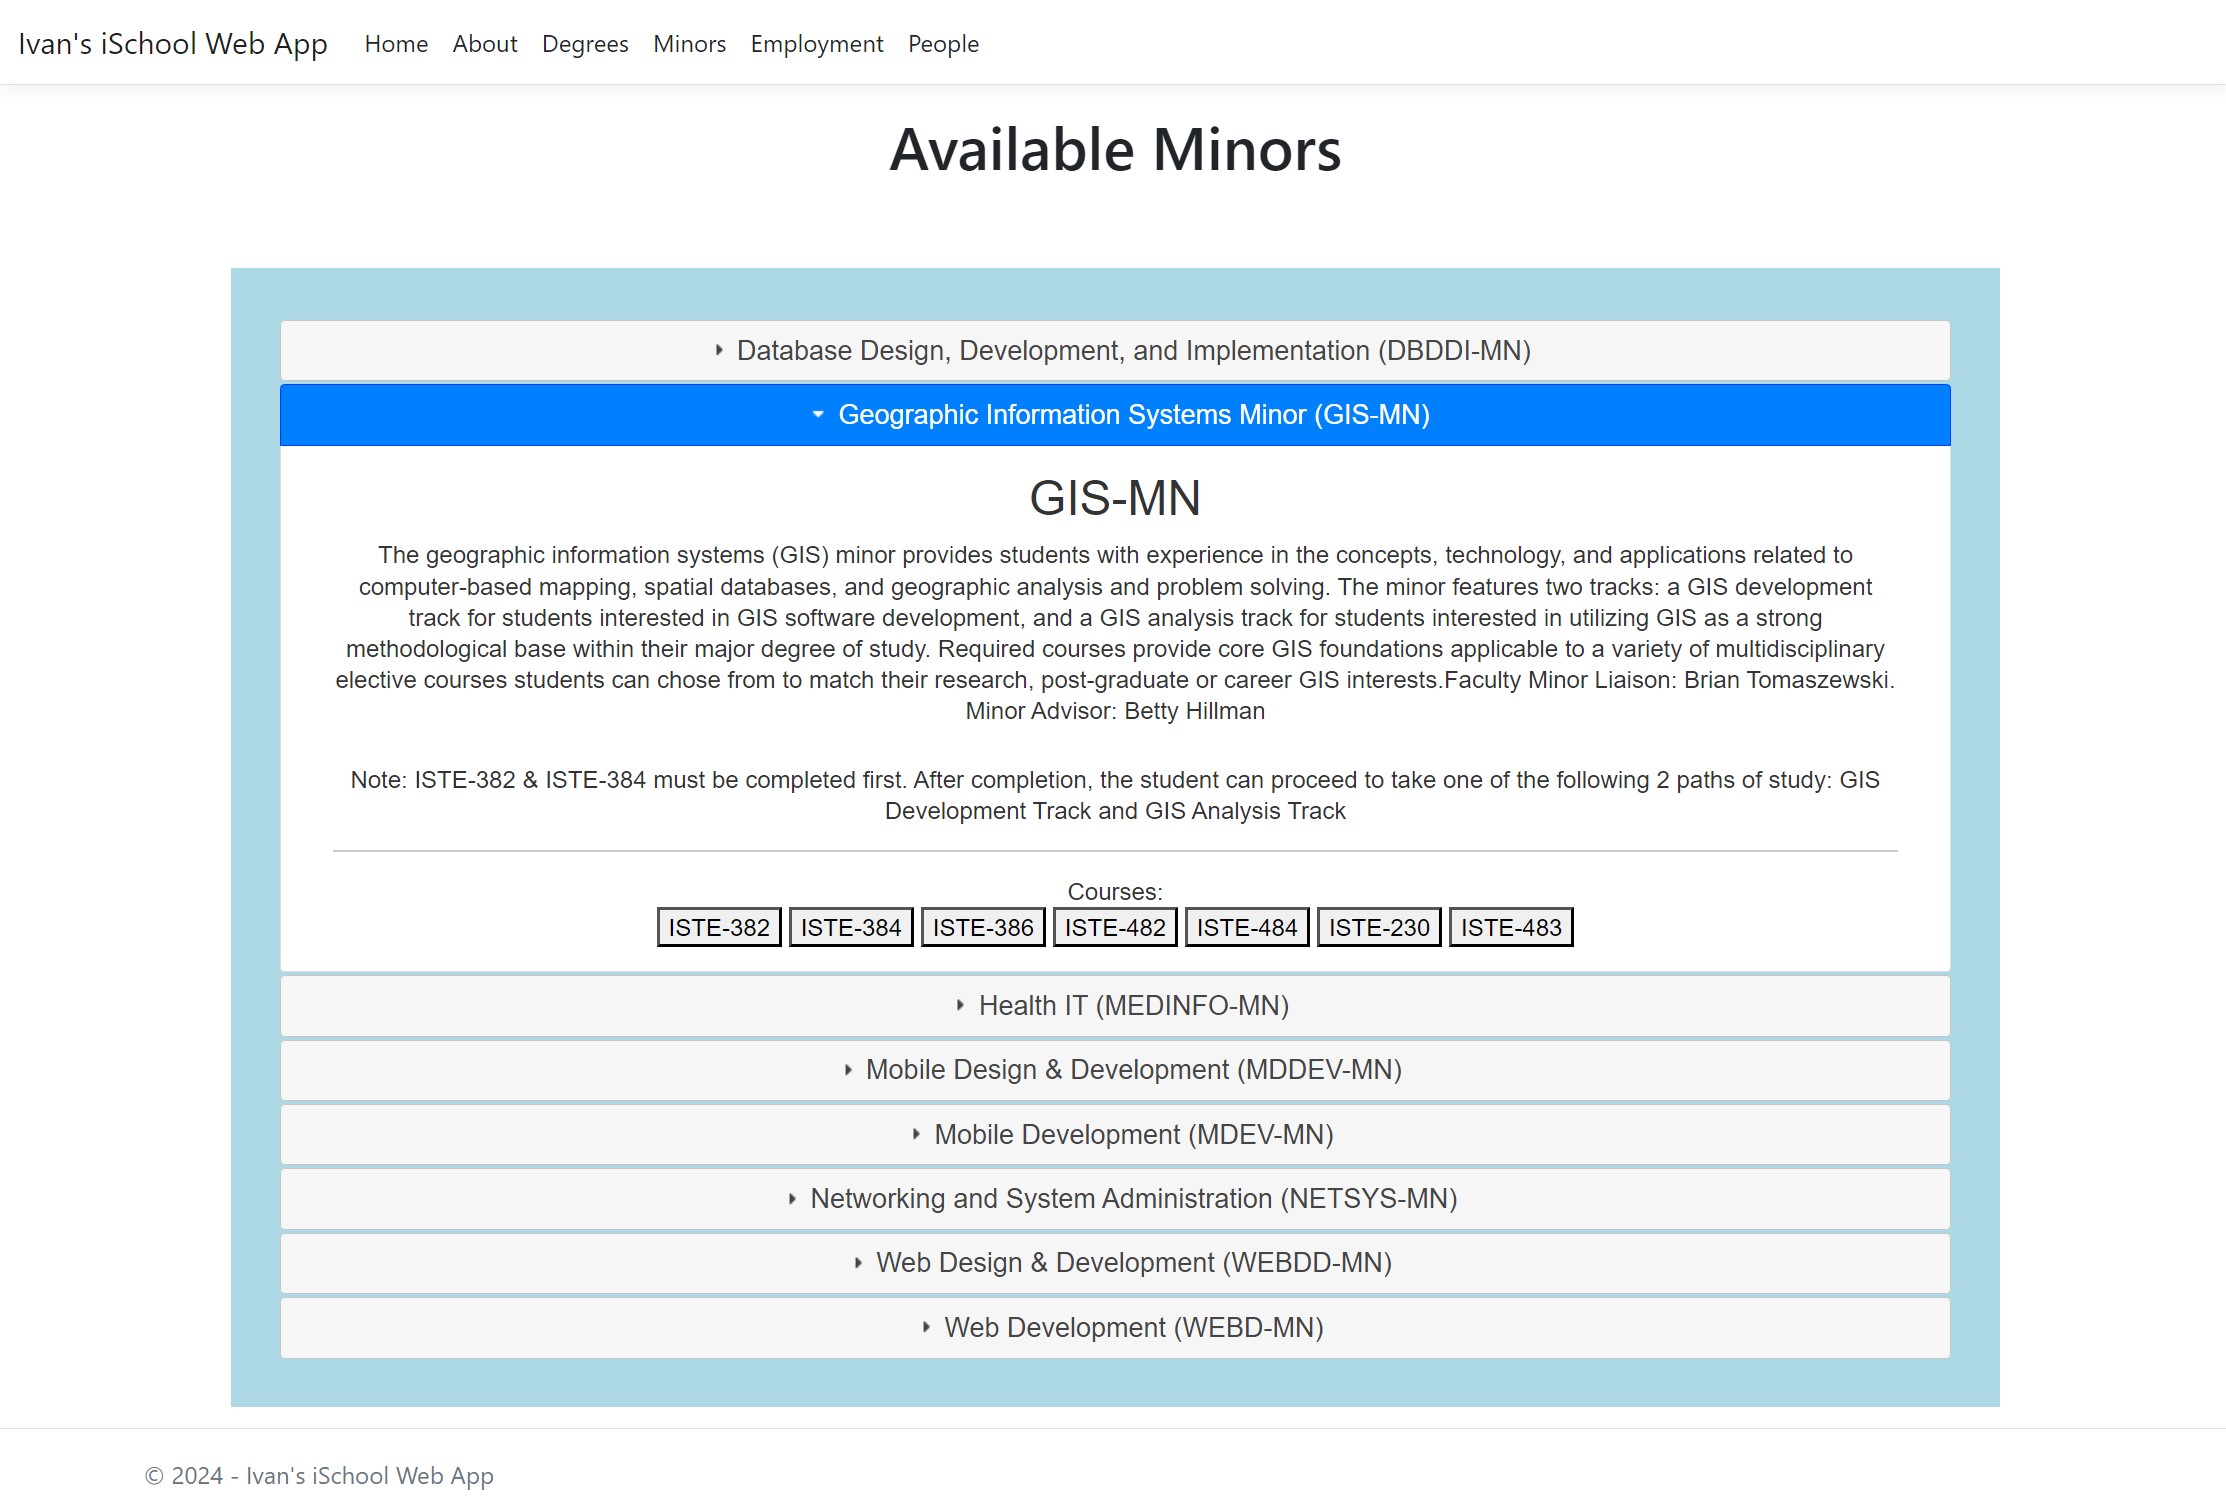 Ivan's iSchool Web App Home About Degrees Minors Employment People
Available Minors
Database Design, Development, and Implementation (DBDDI-MN)
Geographic Information Systems Minor (GIS-MN)
GIS-MN
The geographic information systems (GIS) minor provides students with experience in the concepts, technology, and applications related to
computer-based mapping, spatial databases, and geographic analysis and problem solving. The minor features two tracks: a GIS development
track for students interested in GIS software development, and a GIS analysis track for students interested in utilizing GIS as a strong
methodological base within their major degree of study. Required courses provide core GIS foundations applicable to a variety of multidisciplinary
elective courses students can chose from to match their research, post-graduate or career GIS interests.Faculty Minor Liaison: Brian Tomaszewski.
Minor Advisor: Betty Hillman
Note: ISTE-382 & ISTE-384 must be completed first. After completion, the student can proceed to take one of the following 2 paths of study: GIS
Development Track and GIS Analysis Track
Courses:
ISTE-382 ISTE-384 ISTE-386 ISTE-482 ISTE-484 ISTE-230 ISTE-483
Health IT (MEDINFO-MN)
Mobile Design & Development (MDDEV-MN)
Mobile Development (MDEV-MN)
Networking and System Administration (NETSYS-MN)
Web Design & Development (WEBDD-MN)
Web Development (WEBD-MN)
© 2024 - Ivan's iSchool Web App